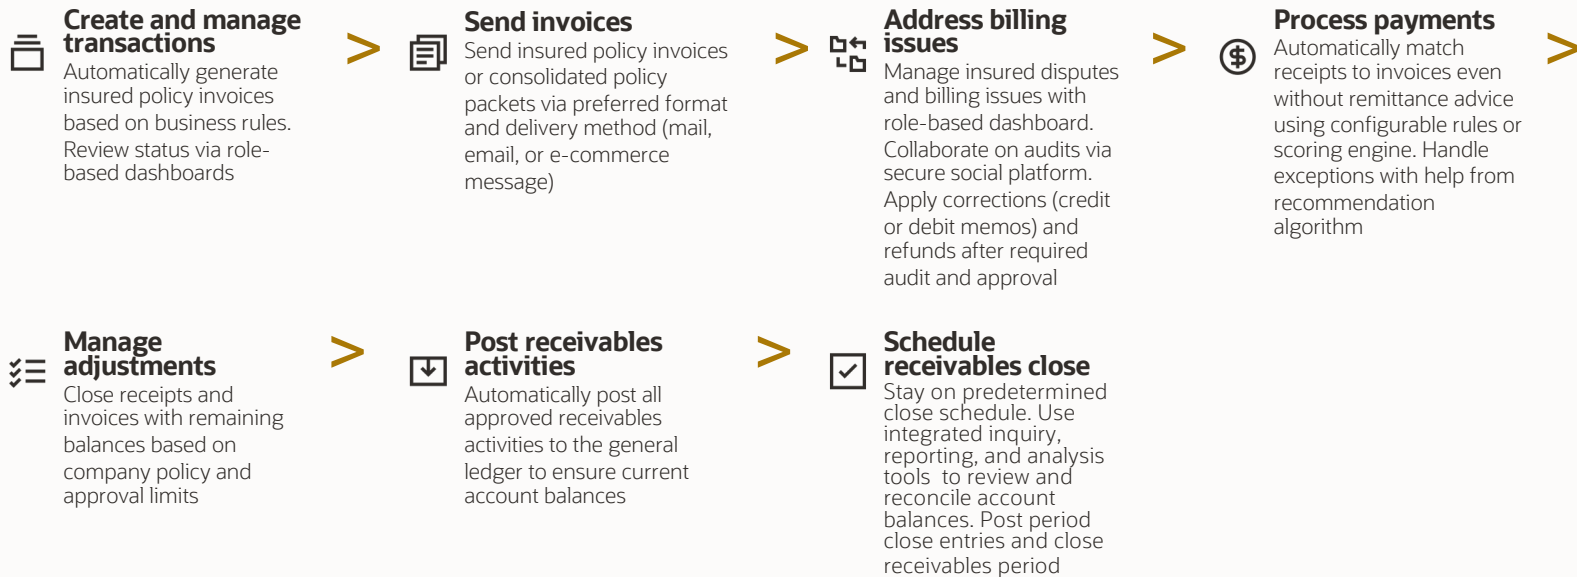 Create and manage
transactions
Automatically generate
insured policy invoices
based on business rules.
Review status via role-
based dashboards
>
Send invoices
Send insured policy invoices
or consolidated policy
packets via preferred format
and delivery method (mail,
email, or e-commerce
message)
>
Address billing
issues
Manage insured disputes
and billing issues with
role-based dashboard.
Collaborate on audits via
secure social platform.
Apply corrections (credit
or debit memos) and
refunds after required
audit and approval
>
Process payments
Automatically match
receipts to invoices even
without remittance advice
using configurable rules or
scoring engine. Handle
exceptions with help from
recommendation
algorithm
>
Manage
adjustments
Close receipts and
invoices with remaining
balances based on
company policy and
approval limits
>
Post receivables
activities
Automatically post all
approved receivables
activities to the general
ledger to ensure current
account balances
>
Schedule
receivables close
Stay on predetermined
close schedule. Use
integrated inquiry,
reporting, and analysis
tools  to review and
reconcile account
balances. Post period
close entries and close
receivables period